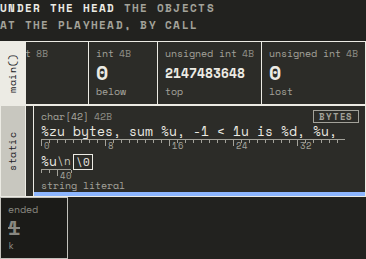 UNDER THE HEAD THE OBJECTS
AT THE PLAYHEAD, BY CALL
main()
t 8B
int 4B
0
below
unsigned int 4B
2147483648
top
unsigned int 4B
0
lost
static
char[42] 42B
BYTES
%zu bytes, sum %u, -1 < 1u is %d, %u,
0 8 16 24 32
%u\n \0
40
string literal
ended
1
k